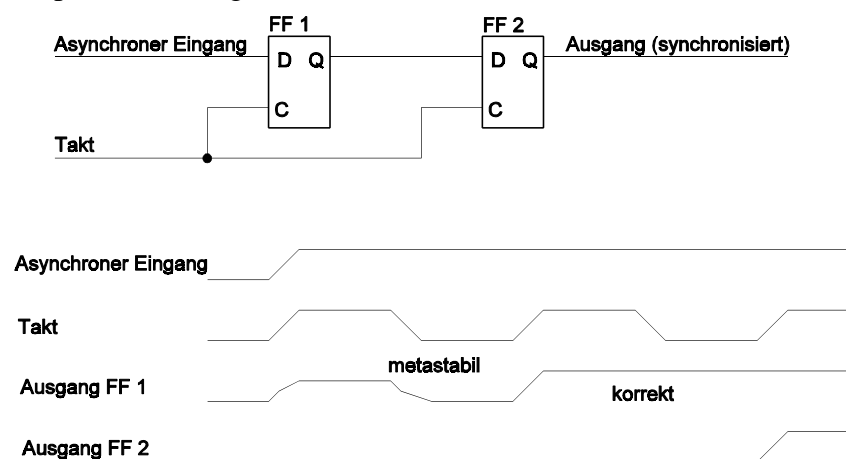 FF 1
FF 2
Asynchroner Eingang
Ausgang (synchronisiert)
D Q
D Q
C
C
Takt
Asynchroner Eingang
Takt
metastabil
Ausgang FF 1
korrekt
Ausgang FF 2